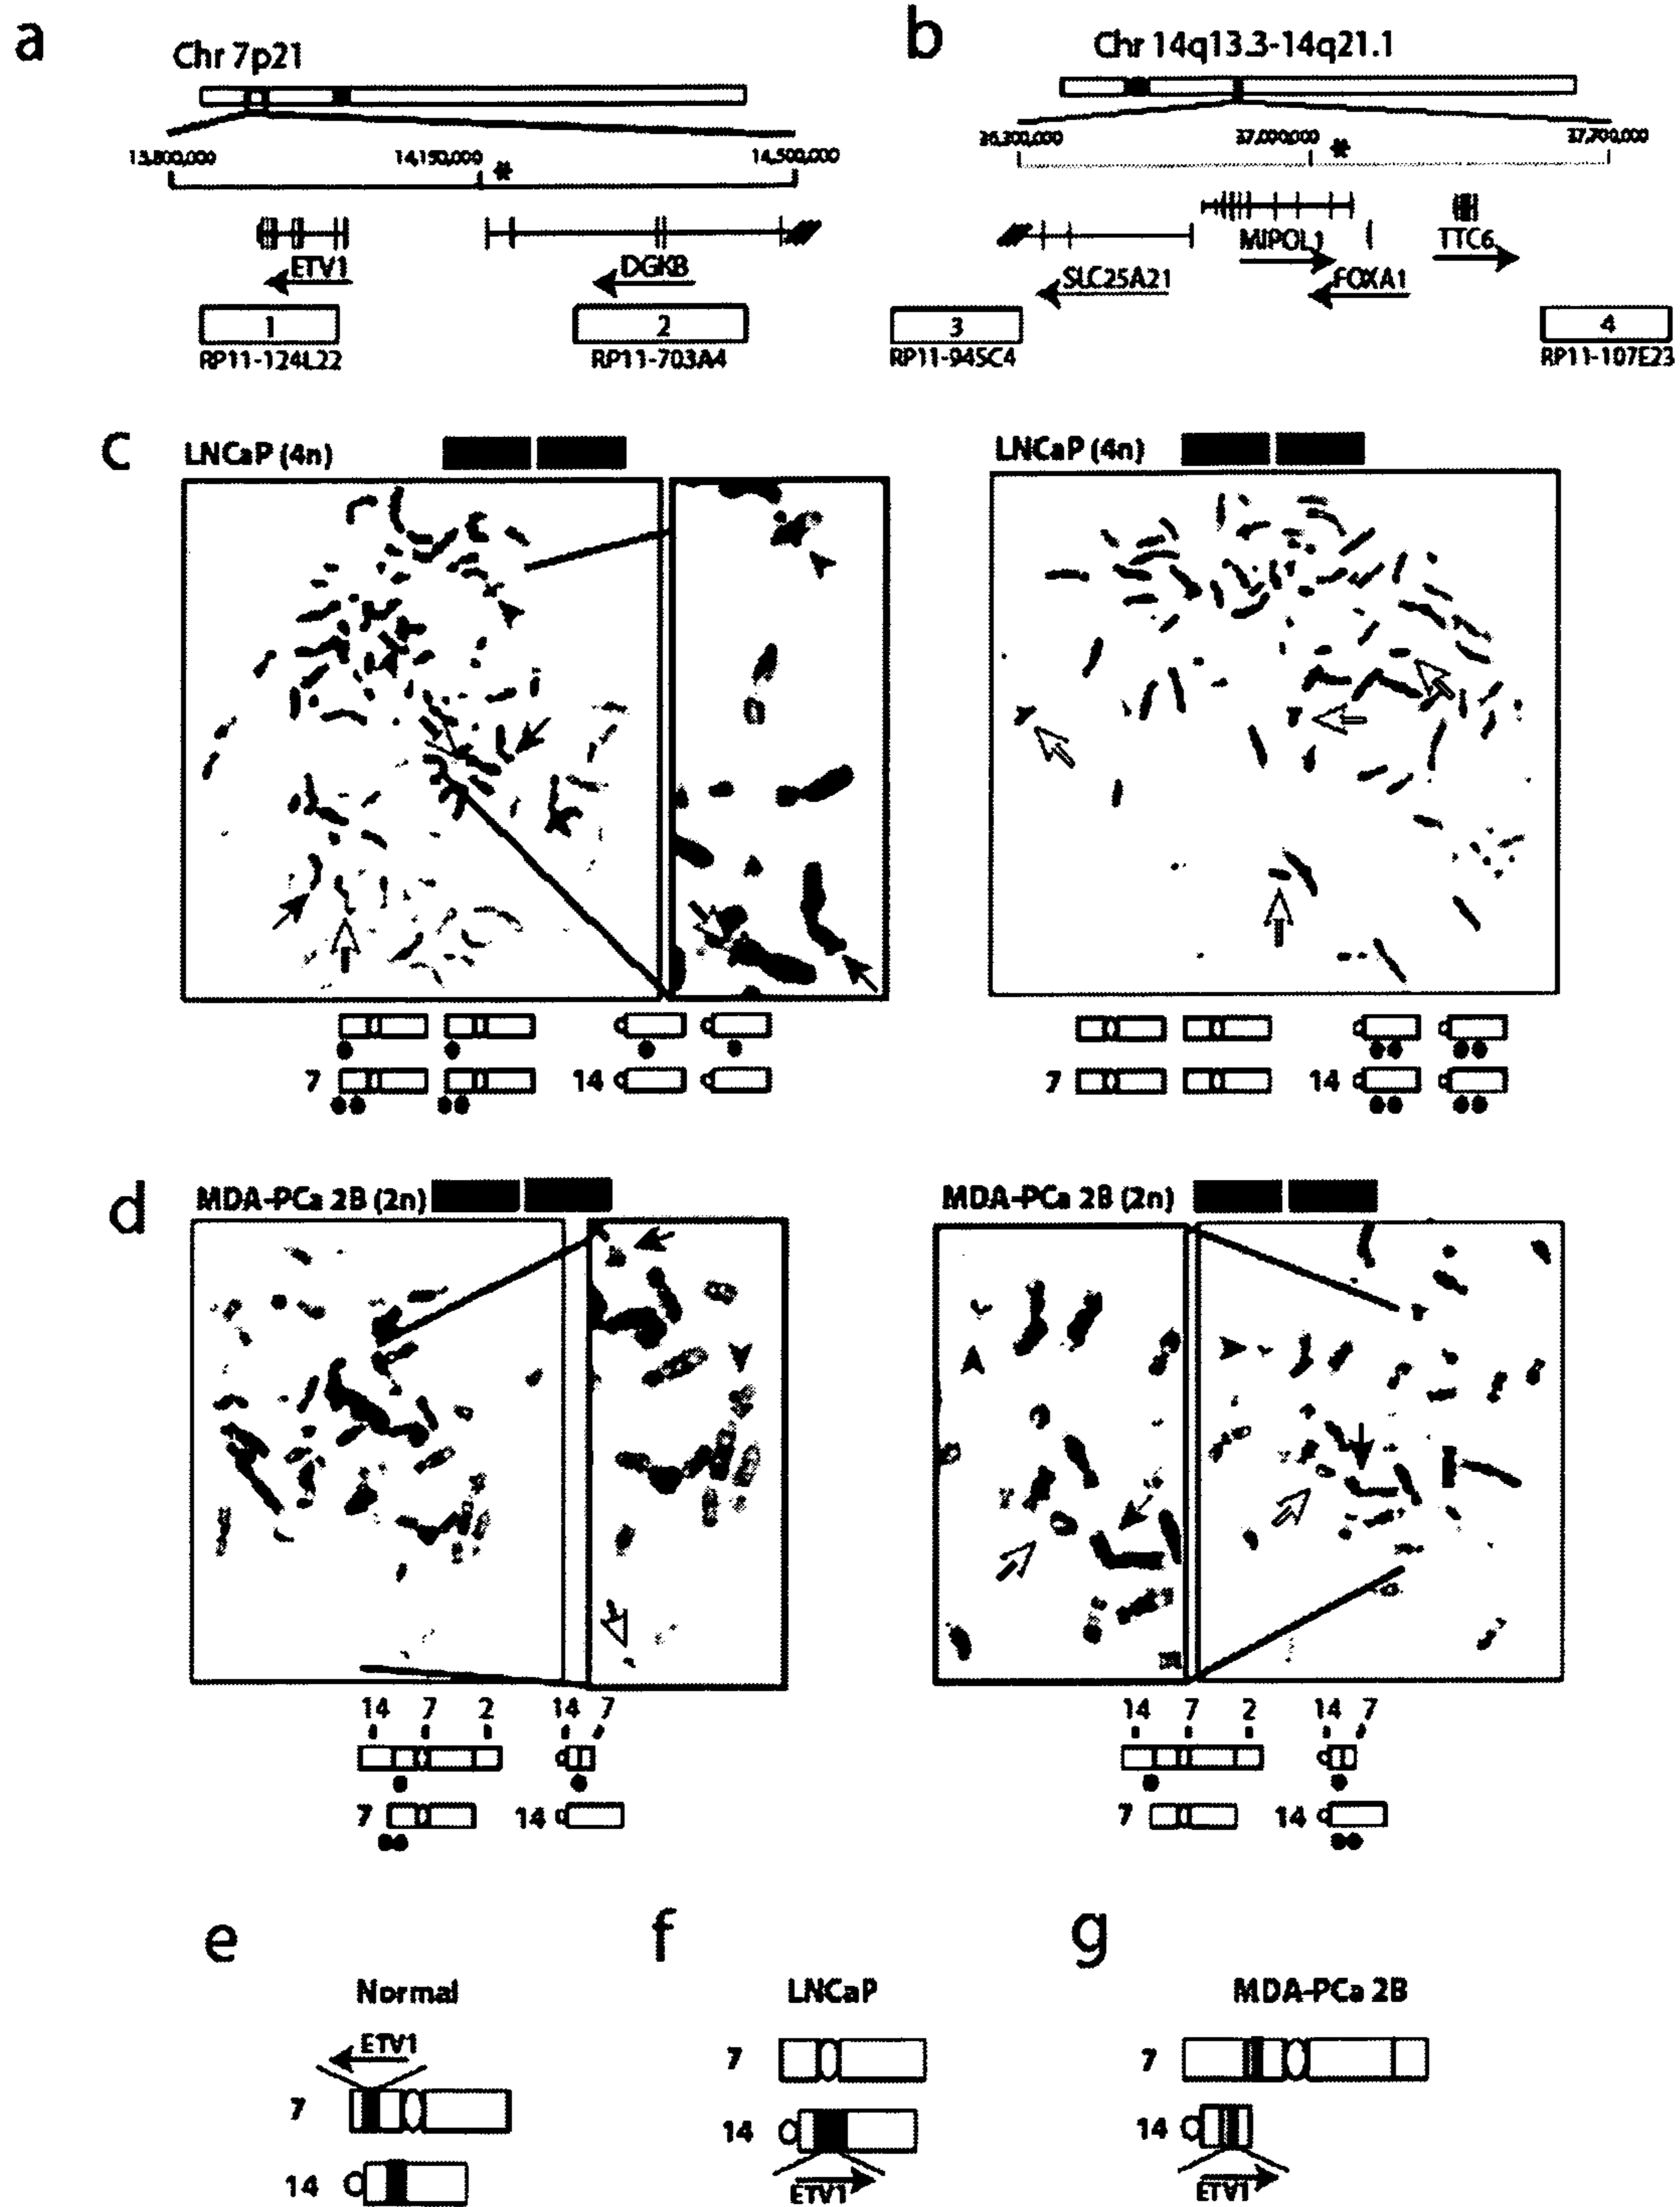 a
Chr 7p21
13,800,000 14,150,000 * 14,500,000
ETV1 DGKB
1 2
RP11-124L22 RP11-703A4
b
Chr 14q13.3-14q21.1
36,300,000 37,000,000 * 37,700,000
MIPOL1 TTC6
SLC25A21 FOXA1
3 4
RP11-945C4 RP11-107E23
c
LNCaP (4n)
LNCaP (4n)
7 14
7 14
d
MDA-PCa 2B (2n)
MDA-PCa 2B (2n)
14 7 2 14 7
7 14
14 7 2 14 7
7 14
e
Normal
ETV1
7
14
f
LNCaP
7
14
ETV1
g
MDA-PCa 2B
7
14
ETV1